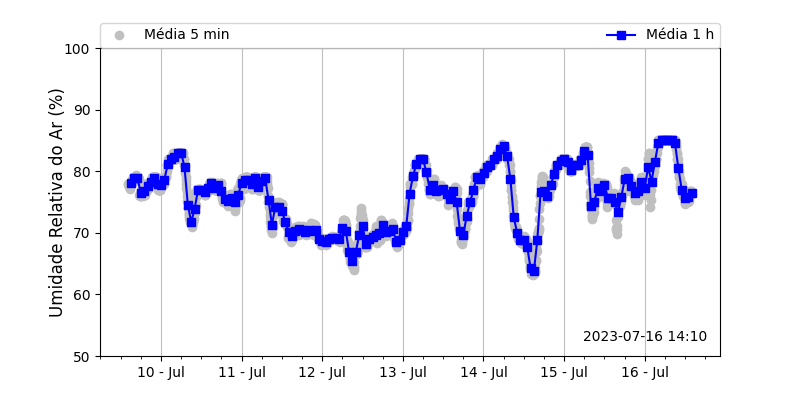 Média 5 min
Média 1 h
100
90
80
70
60
50
Umidade Relativa do Ar (%)
2023-07-16 14:10
10 - Jul
11 - Jul
12 - Jul
13 - Jul
14 - Jul
15 - Jul
16 - Jul